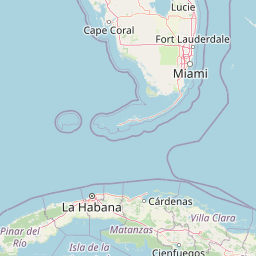 Lucie
Cape Coral
Fort Lauderdale
Miami
La Habana
Cárdenas
Pinar del
Río
Matanzas
Villa Clara
Isla de la
Cienfuegos